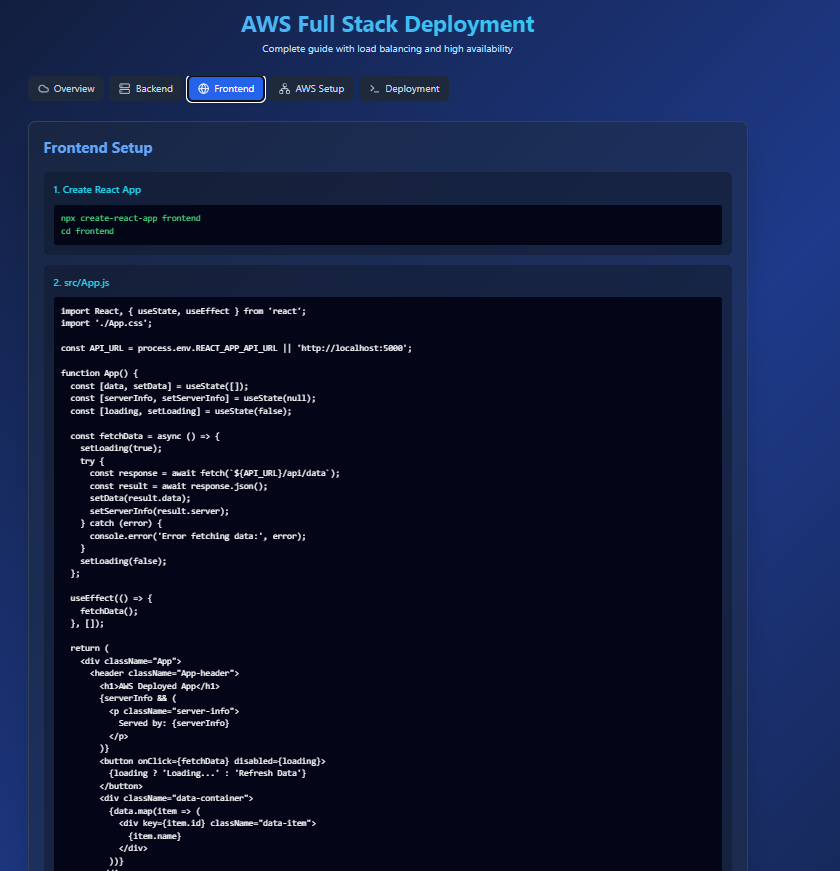 AWS Full Stack Deployment
Complete guide with load balancing and high availability
Overview
Backend
Frontend
AWS Setup
Deployment
Frontend Setup
1. Create React App
npx create-react-app frontend
cd frontend
2. src/App.js
import React, { useState, useEffect } from 'react';
import './App.css';

const API_URL = process.env.REACT_APP_API_URL || 'http://localhost:5000';

function App() {
  const [data, setData] = useState([]);
  const [serverInfo, setServerInfo] = useState(null);
  const [loading, setLoading] = useState(false);

  const fetchData = async () => {
    setLoading(true);
    try {
      const response = await fetch(`${API_URL}/api/data`);
      const result = await response.json();
      setData(result.data);
      setServerInfo(result.server);
    } catch (error) {
      console.error('Error fetching data:', error);
    }
    setLoading(false);
  };

  useEffect(() => {
    fetchData();
  }, []);

  return (
    <div className="App">
      <header className="App-header">
        <h1>AWS Deployed App</h1>
        {serverInfo && (
          <p className="server-info">
            Served by: {serverInfo}
          </p>
        )}
        <button onClick={fetchData} disabled={loading}>
          {loading ? 'Loading...' : 'Refresh Data'}
        </button>
        <div className="data-container">
          {data.map(item => (
            <div key={item.id} className="data-item">
              {item.name}
            </div>
          ))}